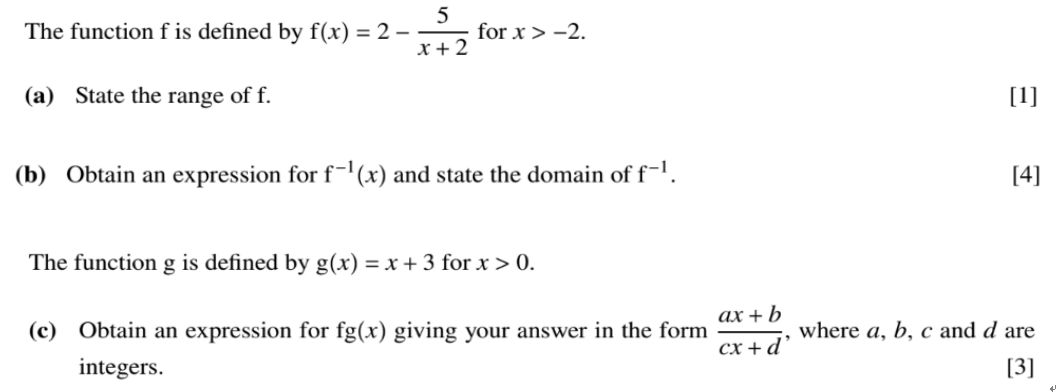 The function f is defined by f(x) = 2 − 5/(x + 2) for x > −2.
(a) State the range of f. [1]
(b) Obtain an expression for f⁻¹(x) and state the domain of f⁻¹. [4]
The function g is defined by g(x) = x + 3 for x > 0.
(c) Obtain an expression for fg(x) giving your answer in the form (ax + b)/(cx + d), where a, b, c and d are
integers. [3]